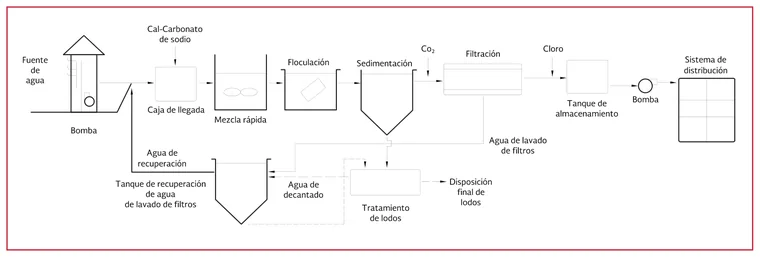 Cal-Carbonato
de sodio
Fuente
de
agua
Bomba
Caja de llegada
Mezcla rápida
Floculación
Sedimentación
Co₂
Filtración
Cloro
Tanque de
almacenamiento
Bomba
Sistema de
distribución
Agua de lavado
de filtros
Agua de
recuperación
Tanque de recuperación
de agua
de lavado de filtros
Agua de
decantado
Tratamiento
de lodos
Disposición
final de
lodos